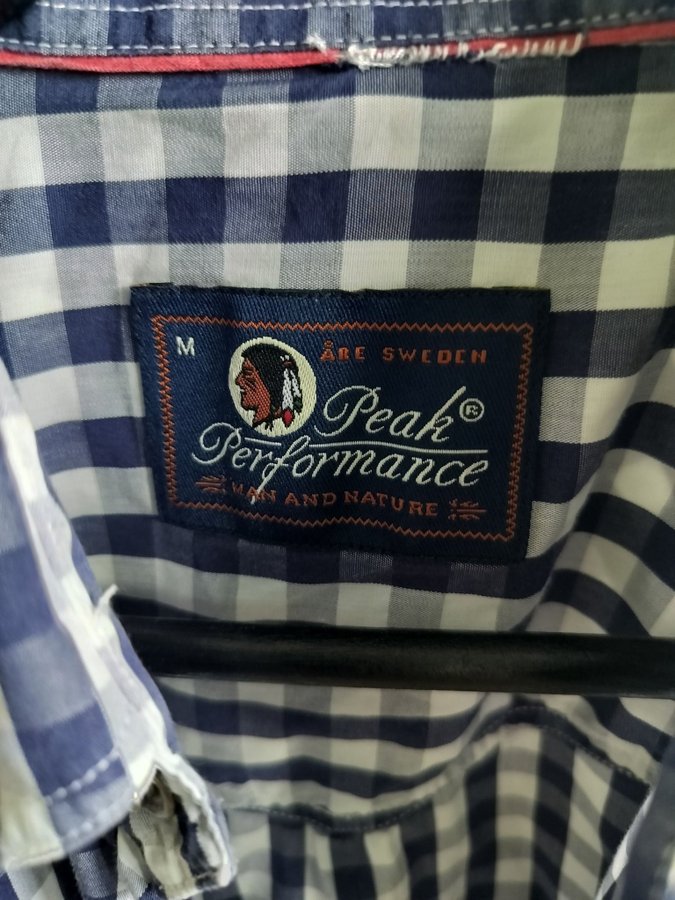 M
ÅRE SWEDEN
Peak®
Performance
MAN AND NATURE